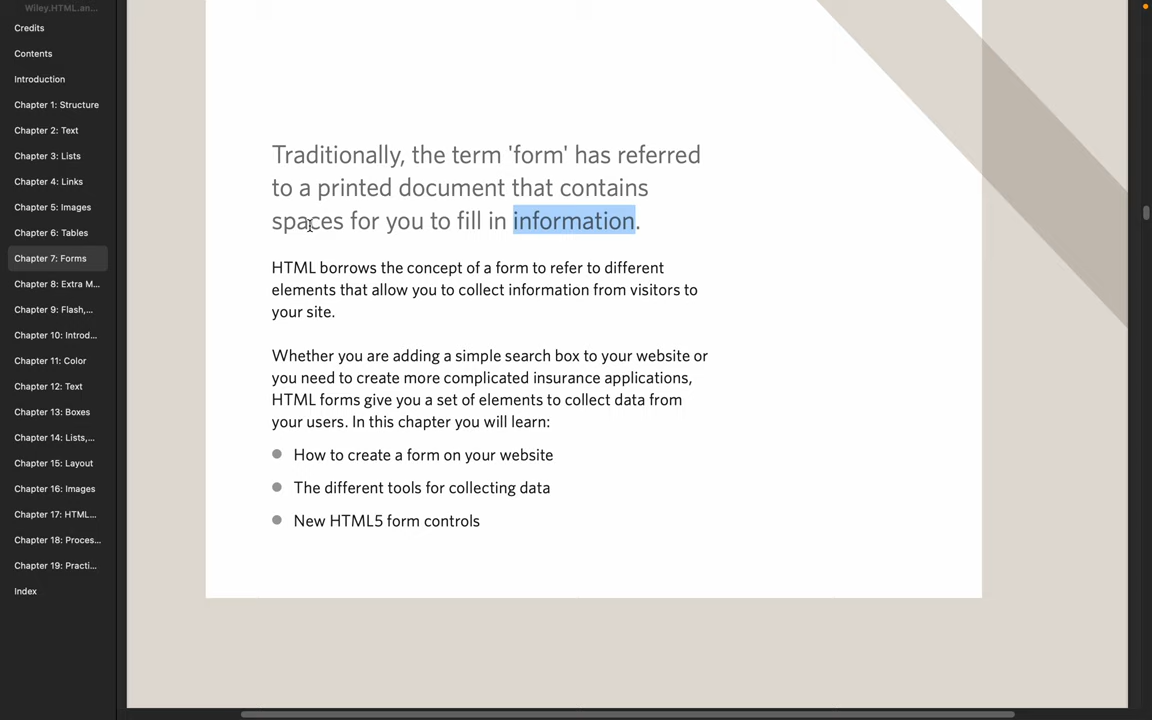 Wiley.HTML.an...
Credits
Contents
Introduction
Chapter 1: Structure
Chapter 2: Text
Chapter 3: Lists
Chapter 4: Links
Chapter 5: Images
Chapter 6: Tables
Chapter 7: Forms
Chapter 8: Extra M...
Chapter 9: Flash,...
Chapter 10: Introd...
Chapter 11: Color
Chapter 12: Text
Chapter 13: Boxes
Chapter 14: Lists,...
Chapter 15: Layout
Chapter 16: Images
Chapter 17: HTML...
Chapter 18: Proces...
Chapter 19: Practi...
Index
Traditionally, the term 'form' has referred
to a printed document that contains
spaces for you to fill in information.
HTML borrows the concept of a form to refer to different
elements that allow you to collect information from visitors to
your site.
Whether you are adding a simple search box to your website or
you need to create more complicated insurance applications,
HTML forms give you a set of elements to collect data from
your users. In this chapter you will learn:
How to create a form on your website
The different tools for collecting data
New HTML5 form controls